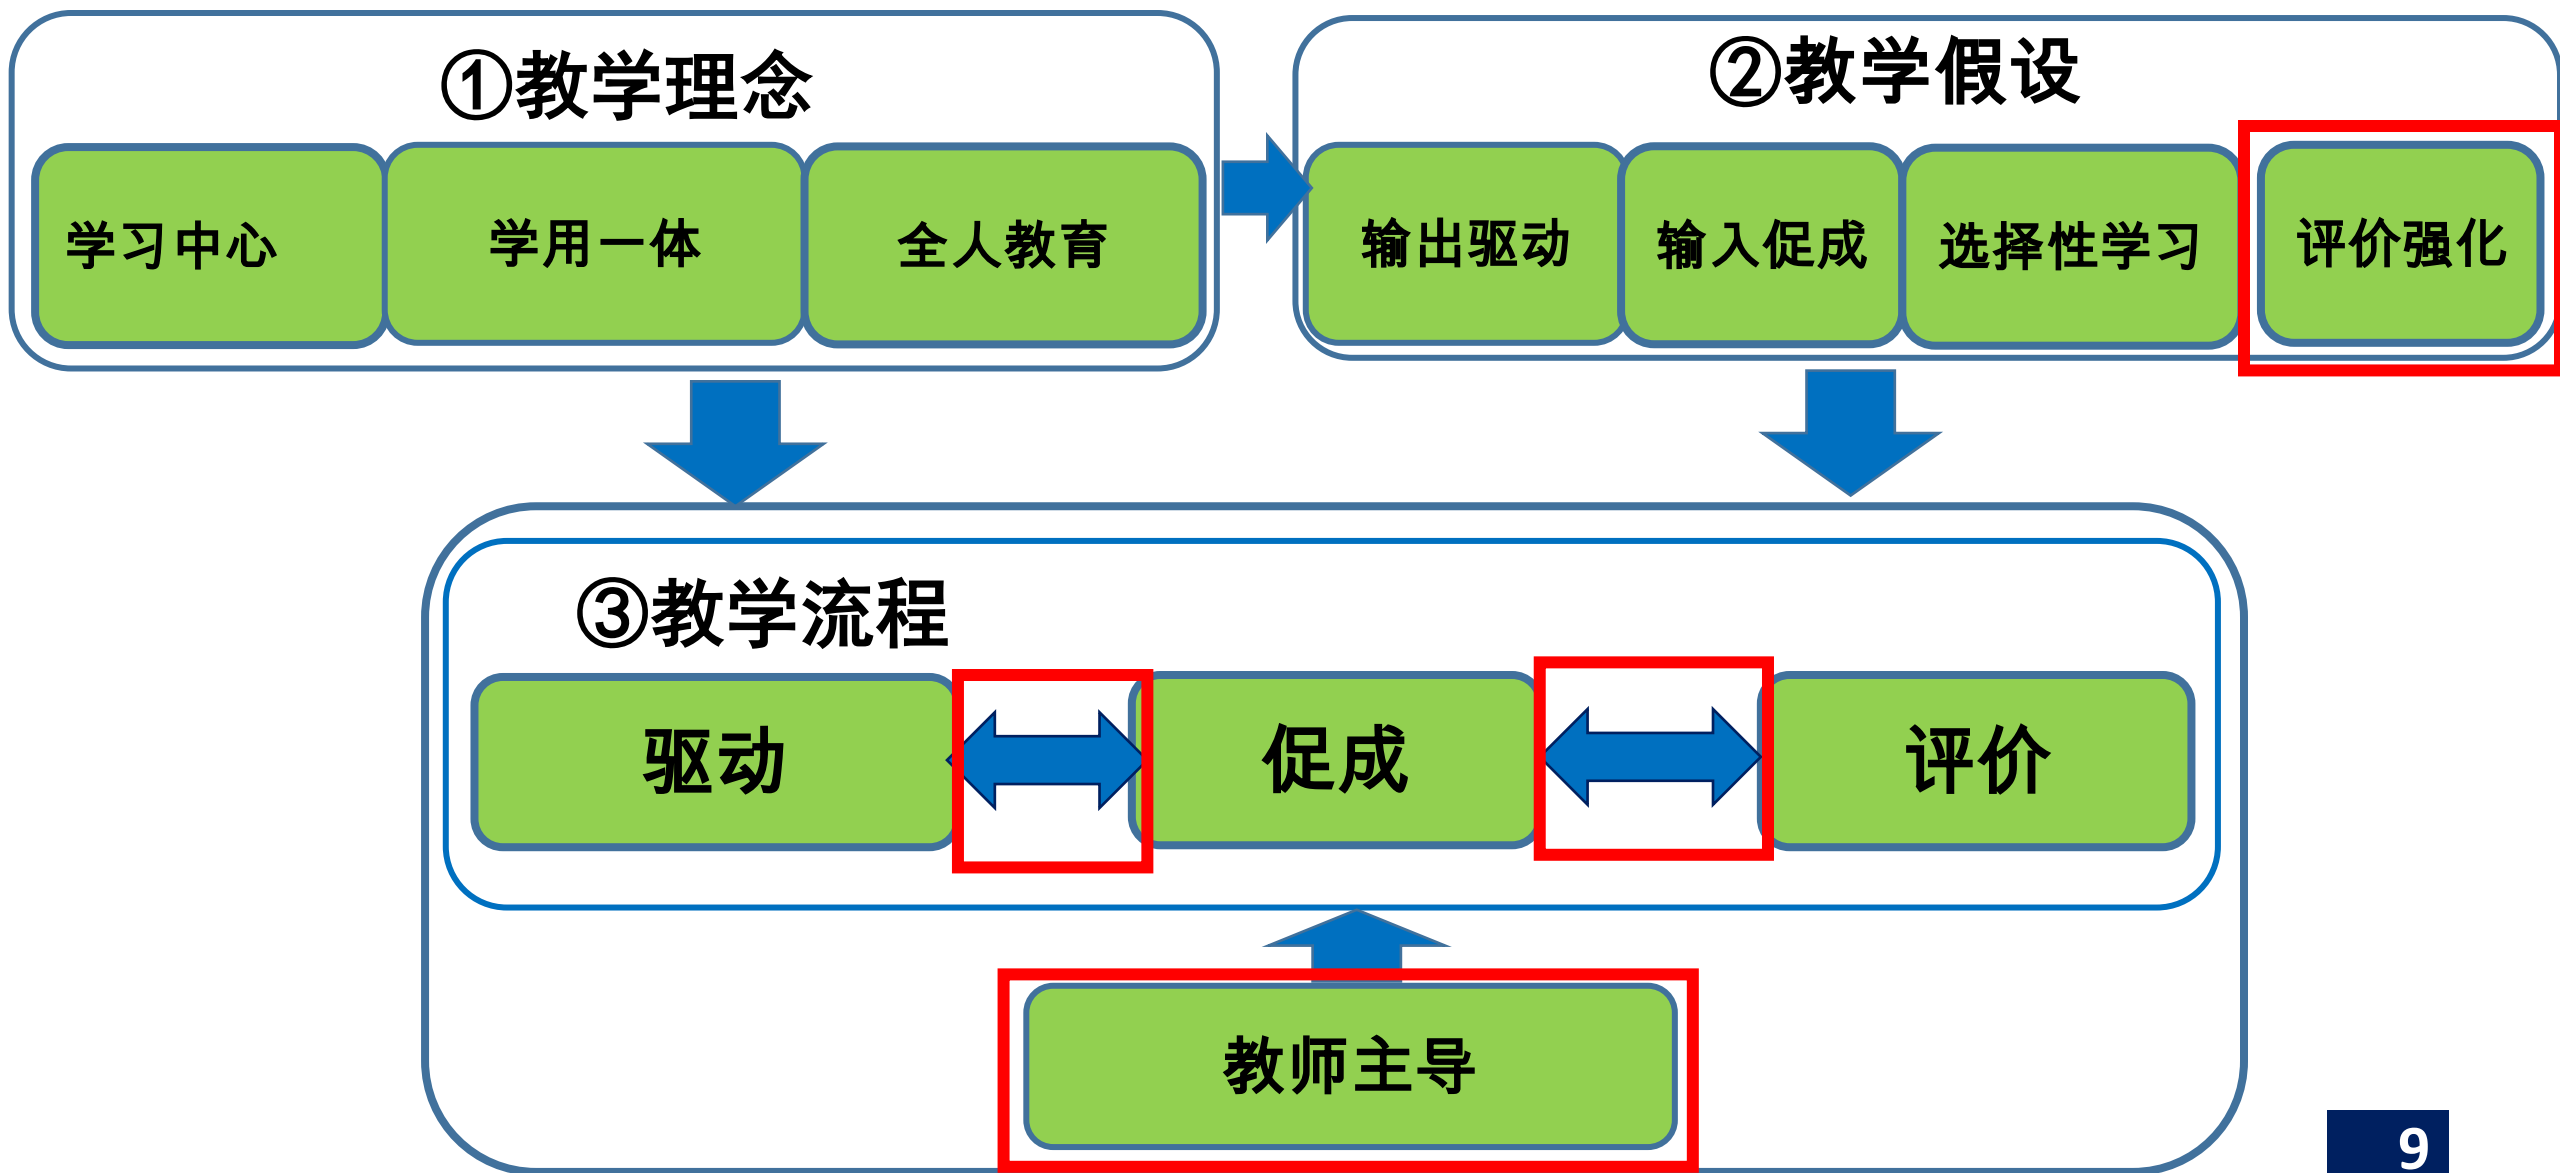 ①教学理念
学习中心
学用一体
全人教育
②教学假设
输出驱动
输入促成
选择性学习
评价强化
③教学流程
驱动
促成
评价
教师主导
9